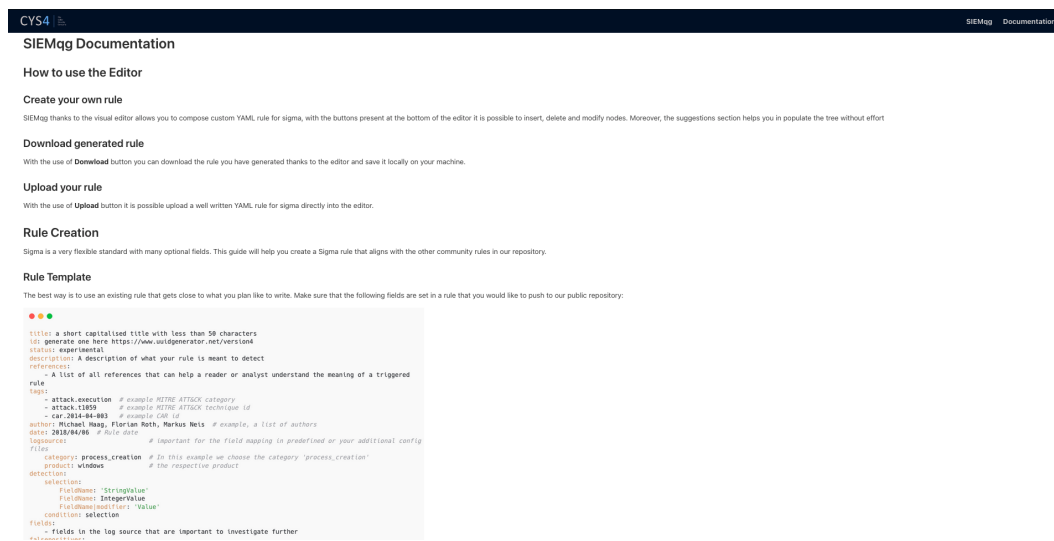 CYS4
SIEMqg Documentation
SIEMqg Documentation
How to use the Editor
Create your own rule
SIEMqg thanks to the visual editor allows you to compose custom YAML rule for sigma, with the buttons present at the bottom of the editor it is possible to insert, delete and modify nodes. Moreover, the suggestions section helps you in populate the tree without effort
Download generated rule
With the use of Donwload button you can download the rule you have generated thanks to the editor and save it locally on your machine.
Upload your rule
With the use of Upload button it is possible upload a well written YAML rule for sigma directly into the editor.
Rule Creation
Sigma is a very flexible standard with many optional fields. This guide will help you create a Sigma rule that aligns with the other community rules in our repository.
Rule Template
The best way is to use an existing rule that gets close to what you plan like to write. Make sure that the following fields are set in a rule that you would like to push to our public repository:
title: a short capitalised title with less than 50 characters
id: generate one here https://www.uuidgenerator.net/version4
status: experimental
description: A description of what your rule is meant to detect
references:
    - A list of all references that can help a reader or analyst understand the meaning of a triggered
rule
tags:
    - attack.execution  # example MITRE ATT&CK category
    - attack.t1059      # example MITRE ATT&CK technique id
    - car.2014-04-003   # example CAR id
author: Michael Haag, Florian Roth, Markus Neis  # example, a list of authors
date: 2018/04/06  # Rule date
logsource:                      # important for the field mapping in predefined or your additional config
files
    category: process_creation  # In this example we choose the category 'process_creation'
    product: windows            # the respective product
detection:
    selection:
        FieldName: 'StringValue'
        FieldName: IntegerValue
        FieldName|modifier: 'Value'
    condition: selection
fields:
    - fields in the log source that are important to investigate further
falsepositives: